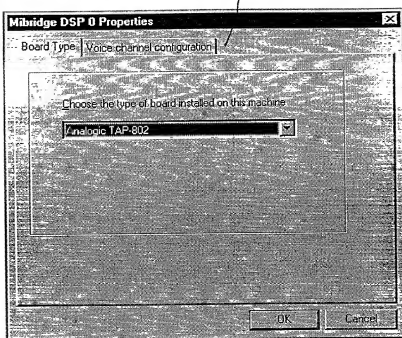 Mibridge DSP 0 Properties
Board Type
Voice channel configuration
Choose the type of board installed on this machine
Analogic TAP-802
OK
Cancel